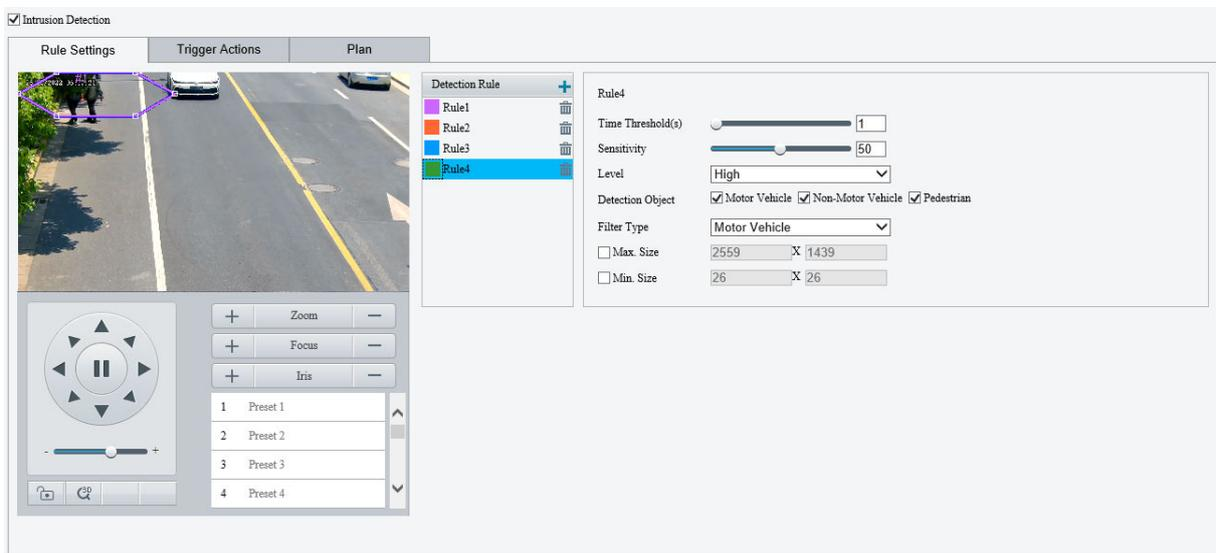 Intrusion Detection
Rule Settings
Trigger Actions
Plan
Detection Rule
Rule1
Rule2
Rule3
Rule4
Rule4
Time Threshold(s) 1
Sensitivity 50
Level High
Detection Object Motor Vehicle Non-Motor Vehicle Pedestrian
Filter Type Motor Vehicle
Max. Size 2559 X 1439
Min. Size 26 X 26
+ Zoom −
+ Focus −
+ Iris −
1 Preset 1
2 Preset 2
3 Preset 3
4 Preset 4
- +
3D